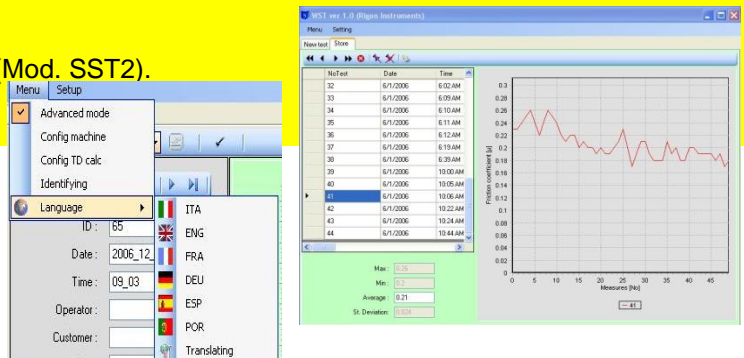 (Mod. SST2).
Menu Setup
Advanced mode
Config machine
Config TD calc
Identifying
Language
ITA
ENG
FRA
DEU
ESP
POR
Translating
ID : 65
Date : 2006_12_
Time : 09_03
Operator :
Customer :
WST ver 1.0 (Rigon Instruments)
Menu Setting
New test Store
NoTest Date Time
32 6/1/2006 6:02 AM
33 6/1/2006 6:09 AM
34 6/1/2006 6:10 AM
35 6/1/2006 6:11 AM
36 6/1/2006 6:12 AM
37 6/1/2006 6:19 AM
38 6/1/2006 6:39 AM
39 6/1/2006 10:00 AM
40 6/1/2006 10:05 AM
41 6/1/2006 10:06 AM
42 6/1/2006 10:22 AM
43 6/1/2006 10:24 AM
44 6/1/2006 10:44 AM
Max : 0.26
Min :
Average : 0.21
St. Deviation:
Friction coefficient [µ]
0.3
0.28
0.26
0.24
0.22
0.2
0.18
0.16
0.14
0.12
0.1
0.08
0.06
0.04
0.02
0
0 5 10 15 20 25 30 35 40 45
Measures [No]
41